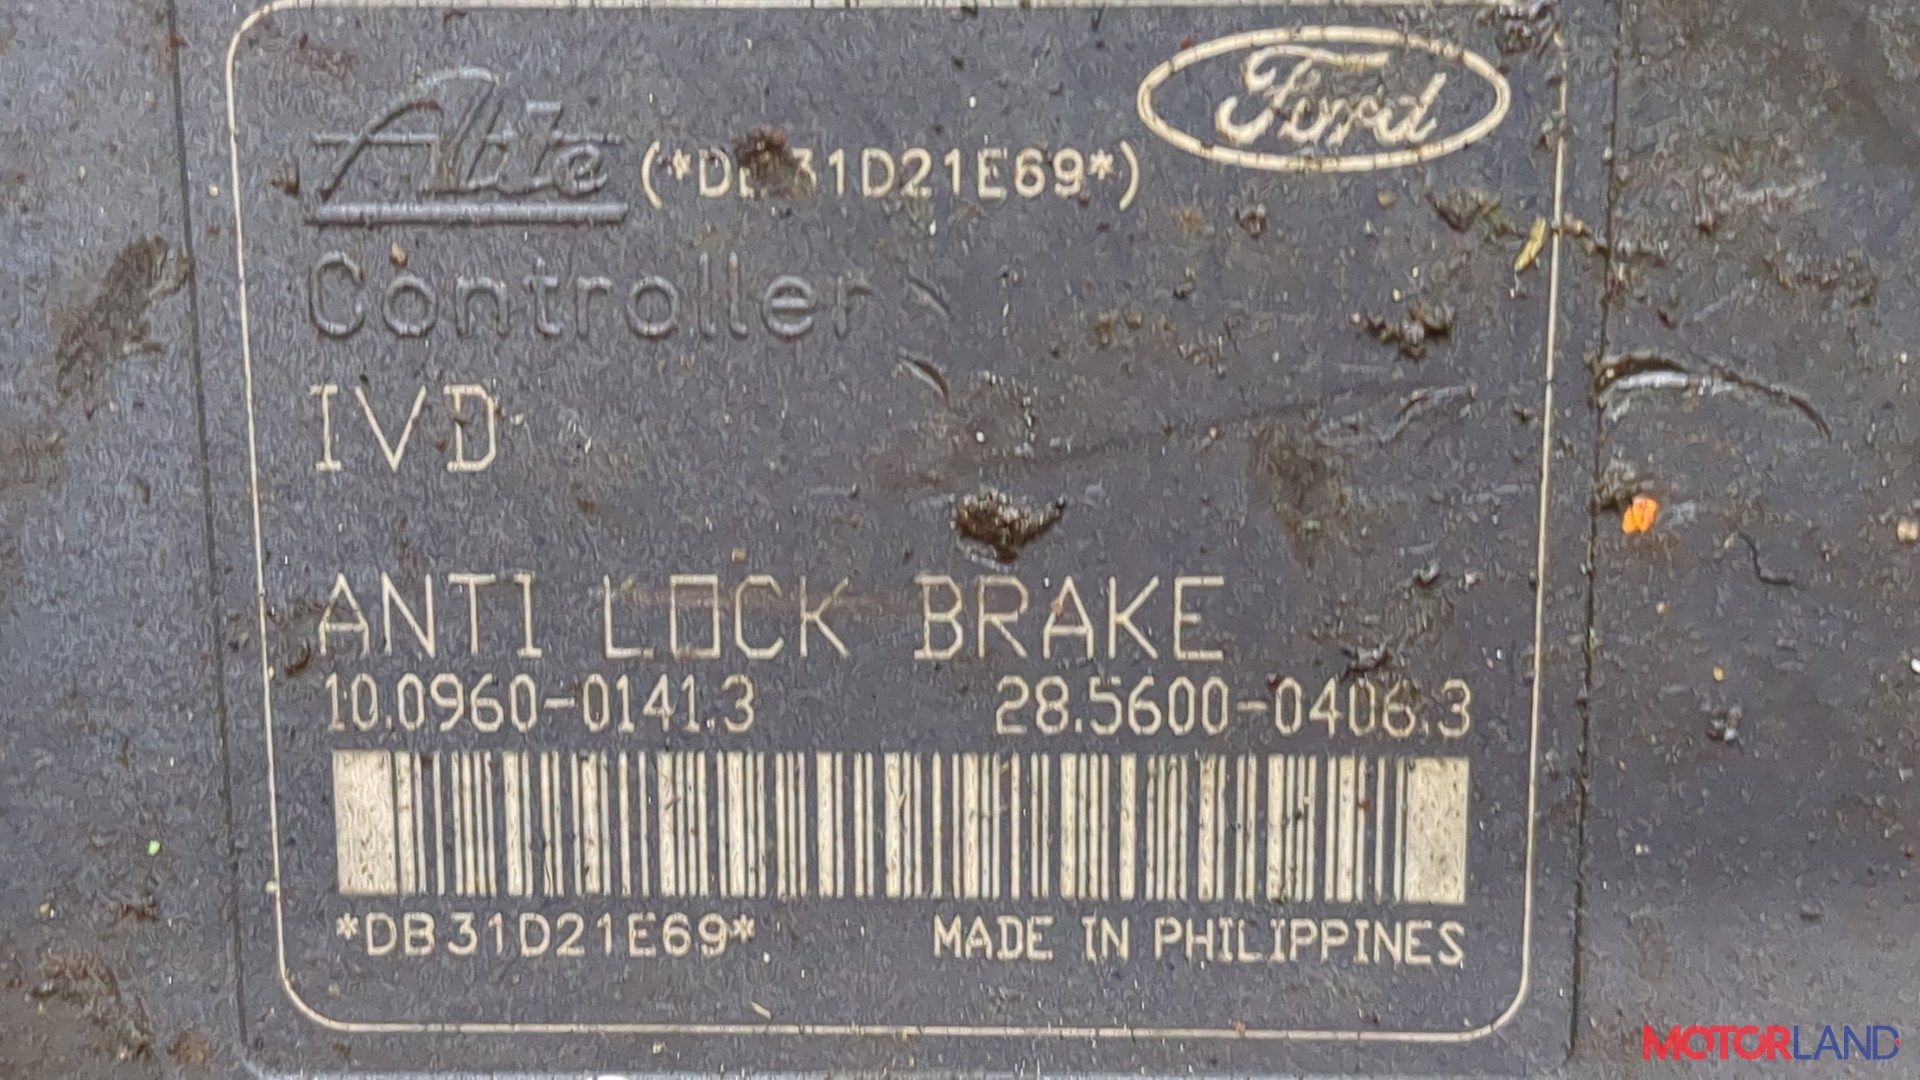 Ate (*DB31D21E69*) Ford
Controller
IVD
ANTI LOCK BRAKE
10.0960-0141.3 28.5600-0406.3
*DB31D21E69* MADE IN PHILIPPINES
MOTORLAND